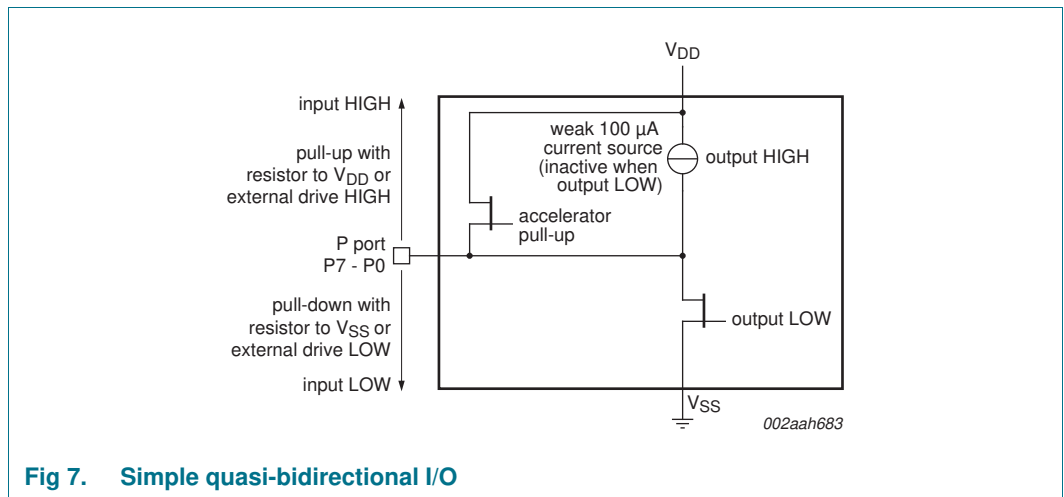 VDD
input HIGH
pull-up with
resistor to VDD or
external drive HIGH
weak 100 µA
current source
(inactive when
output LOW)
output HIGH
accelerator
pull-up
P port
P7 - P0
pull-down with
resistor to VSS or
external drive LOW
input LOW
output LOW
VSS
002aah683
Fig 7. Simple quasi-bidirectional I/O